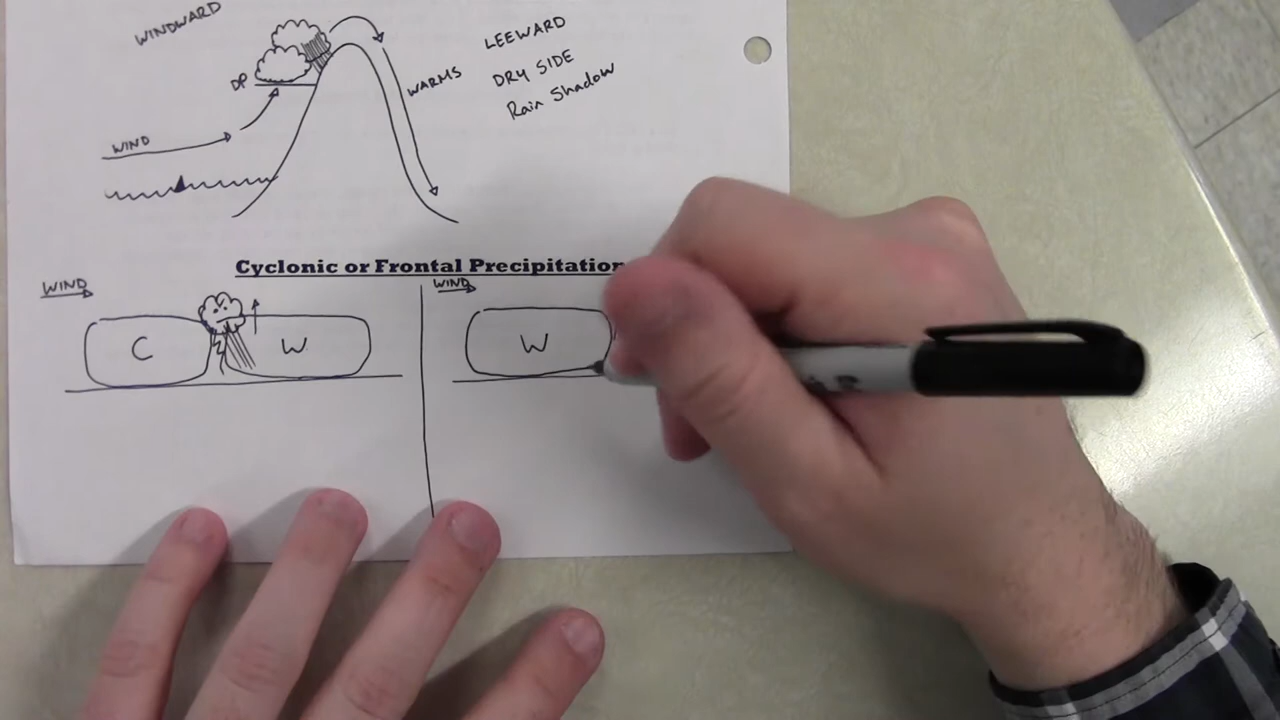 WINDWARD
LEEWARD
DP
DRY SIDE
WARMS
Rain Shadow
WIND
Cyclonic or Frontal Precipitation
WIND
WIND
C
W
W